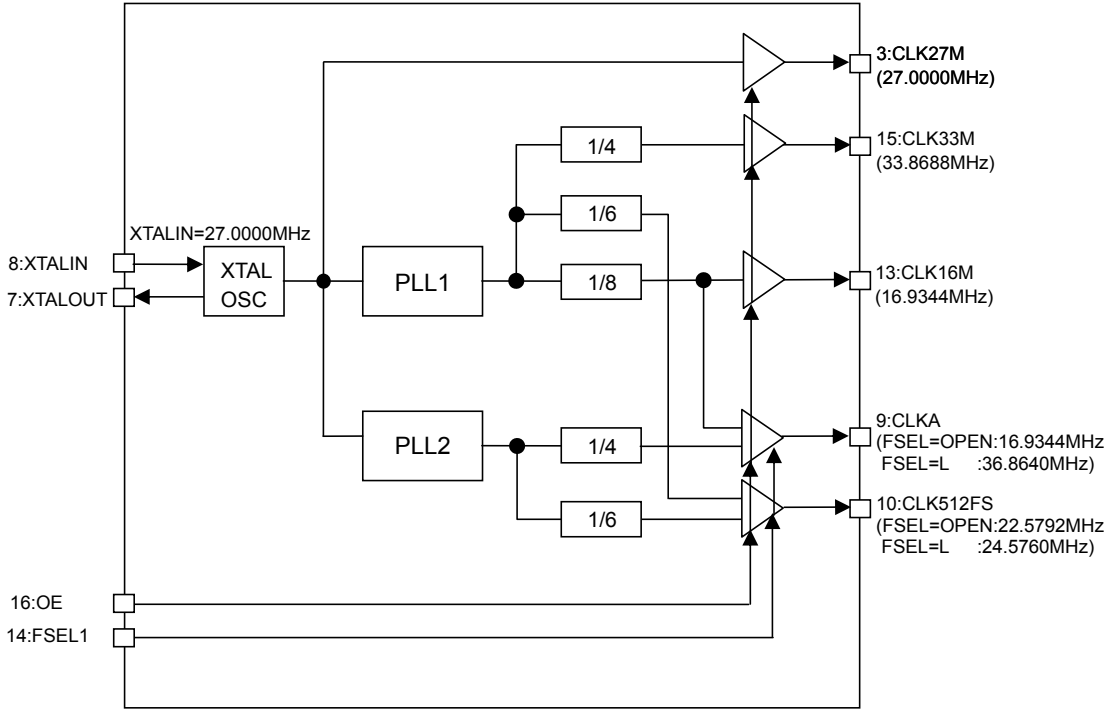 3:CLK27M
(27.0000MHz)
1/4
15:CLK33M
(33.8688MHz)
1/6
XTALIN=27.0000MHz
8:XTALIN
7:XTALOUT
XTAL
OSC
PLL1
1/8
13:CLK16M
(16.9344MHz)
PLL2
1/4
9:CLKA
(FSEL=OPEN:16.9344MHz
FSEL=L :36.8640MHz)
1/6
10:CLK512FS
(FSEL=OPEN:22.5792MHz
FSEL=L :24.5760MHz)
16:OE
14:FSEL1